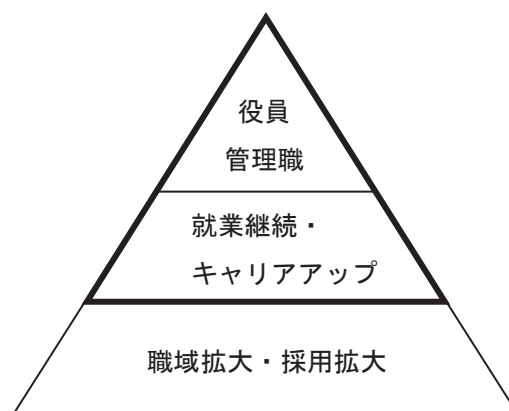 役員
管理職
就業継続・
キャリアアップ
職域拡大・採用拡大